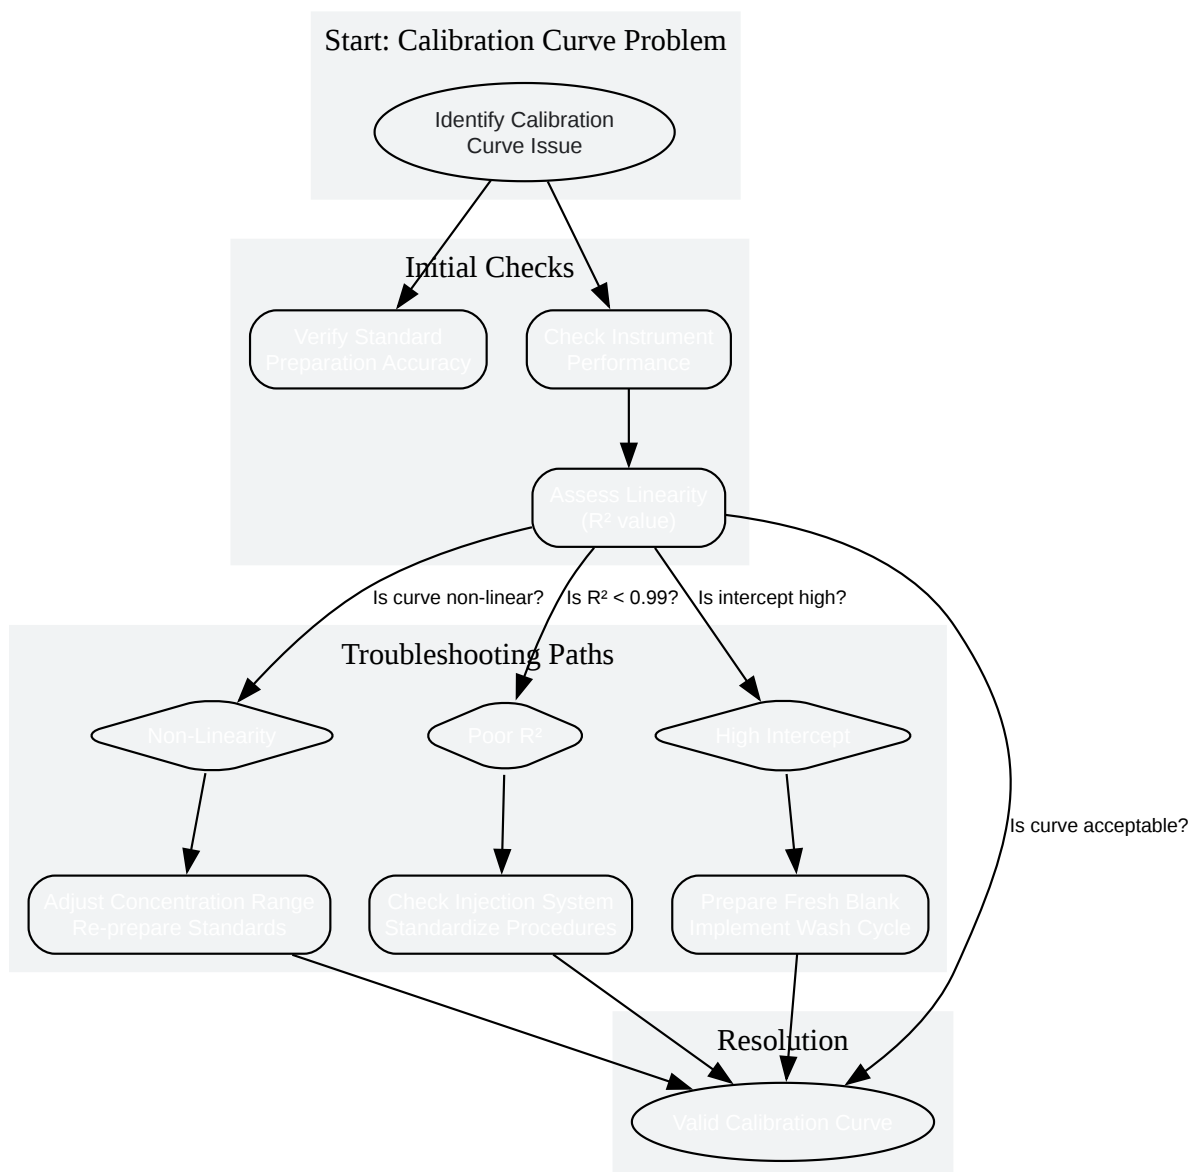 Start: Calibration Curve Problem
Identify Calibration
Curve Issue
Initial Checks
Verify Standard
Preparation Accuracy
Check Instrument
Performance
Assess Linearity
(R² value)
Is curve non-linear?
Is R² < 0.99?
Is intercept high?
Troubleshooting Paths
Non-Linearity
Poor R²
High Intercept
Is curve acceptable?
Adjust Concentration Range
Re-prepare Standards
Check Injection System
Standardize Procedures
Prepare Fresh Blank
Implement Wash Cycle
Resolution
Valid Calibration Curve